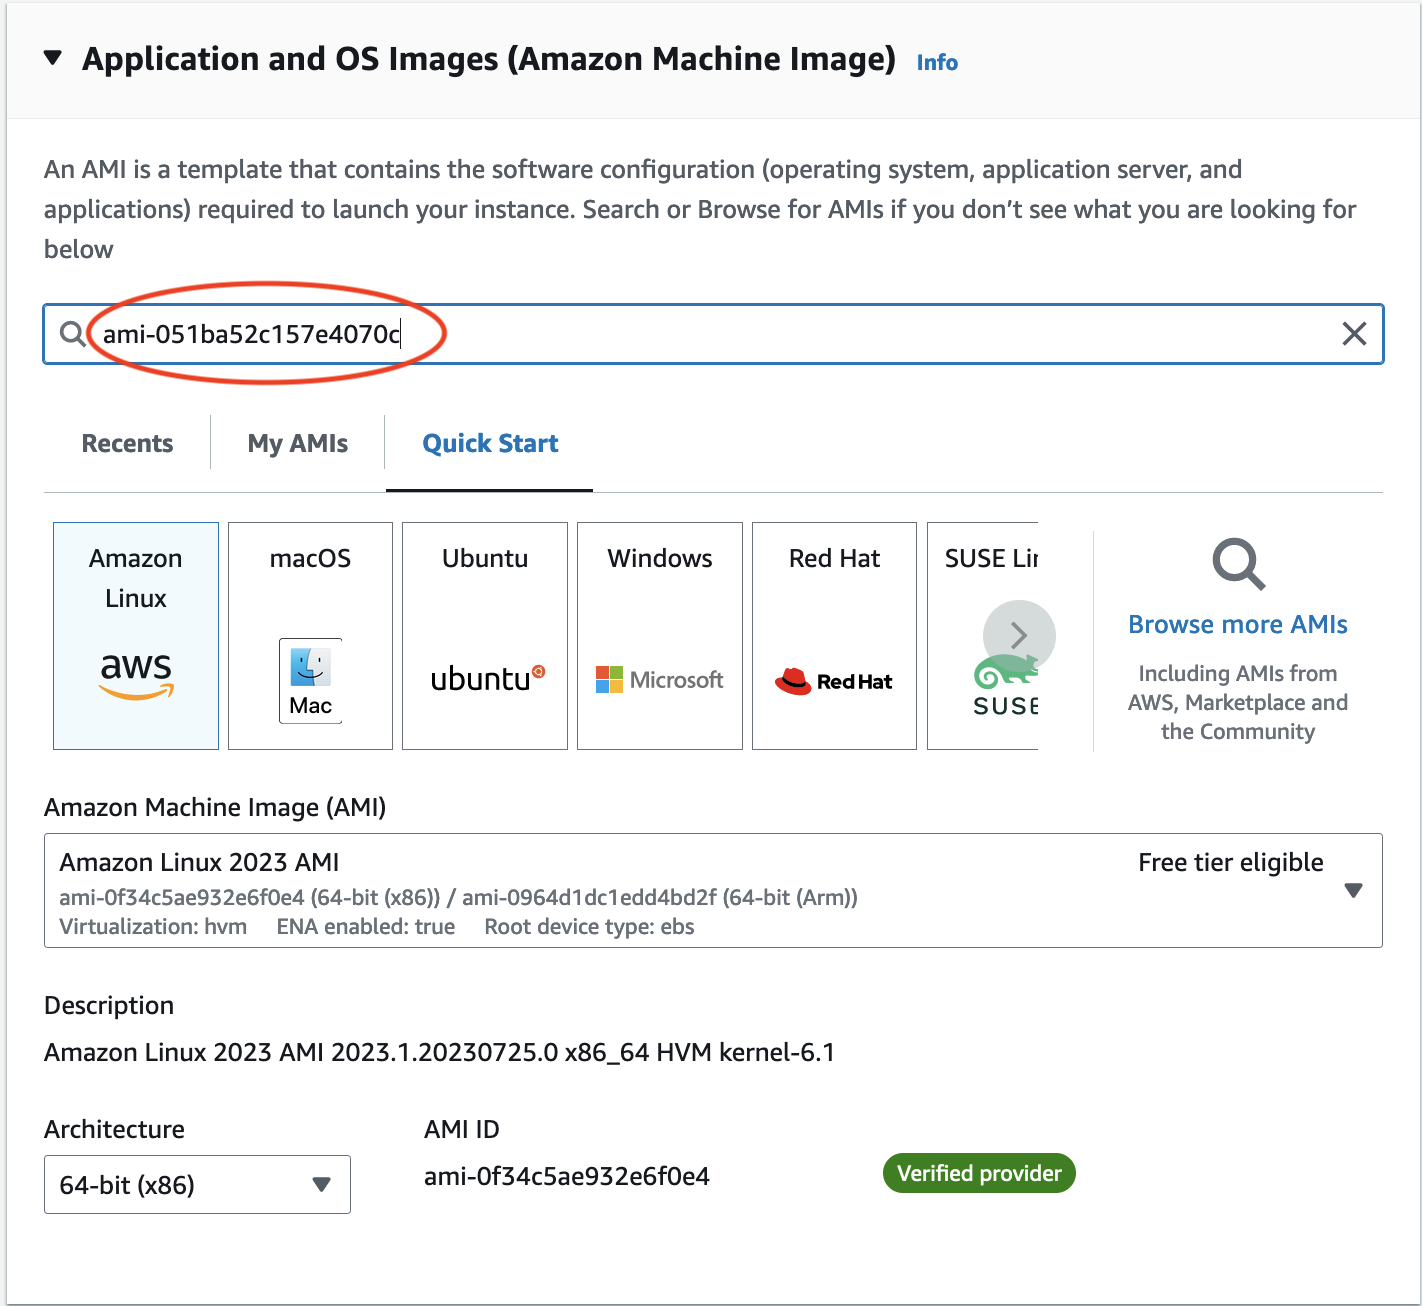 Application and OS Images (Amazon Machine Image) Info
An AMI is a template that contains the software configuration (operating system, application server, and
applications) required to launch your instance. Search or Browse for AMIs if you don’t see what you are looking for
below
ami-051ba52c157e4070c
Recents My AMIs Quick Start
Amazon
Linux
aws
macOS
Mac
Ubuntu
ubuntu
Windows
Microsoft
Red Hat
Red Hat
SUSE Lin
SUSE
Browse more AMIs
Including AMIs from
AWS, Marketplace and
the Community
Amazon Machine Image (AMI)
Amazon Linux 2023 AMI Free tier eligible
ami-0f34c5ae932e6f0e4 (64-bit (x86)) / ami-0964d1dc1edd4bd2f (64-bit (Arm))
Virtualization: hvm ENA enabled: true Root device type: ebs
Description
Amazon Linux 2023 AMI 2023.1.20230725.0 x86_64 HVM kernel-6.1
Architecture AMI ID
64-bit (x86) ami-0f34c5ae932e6f0e4 Verified provider